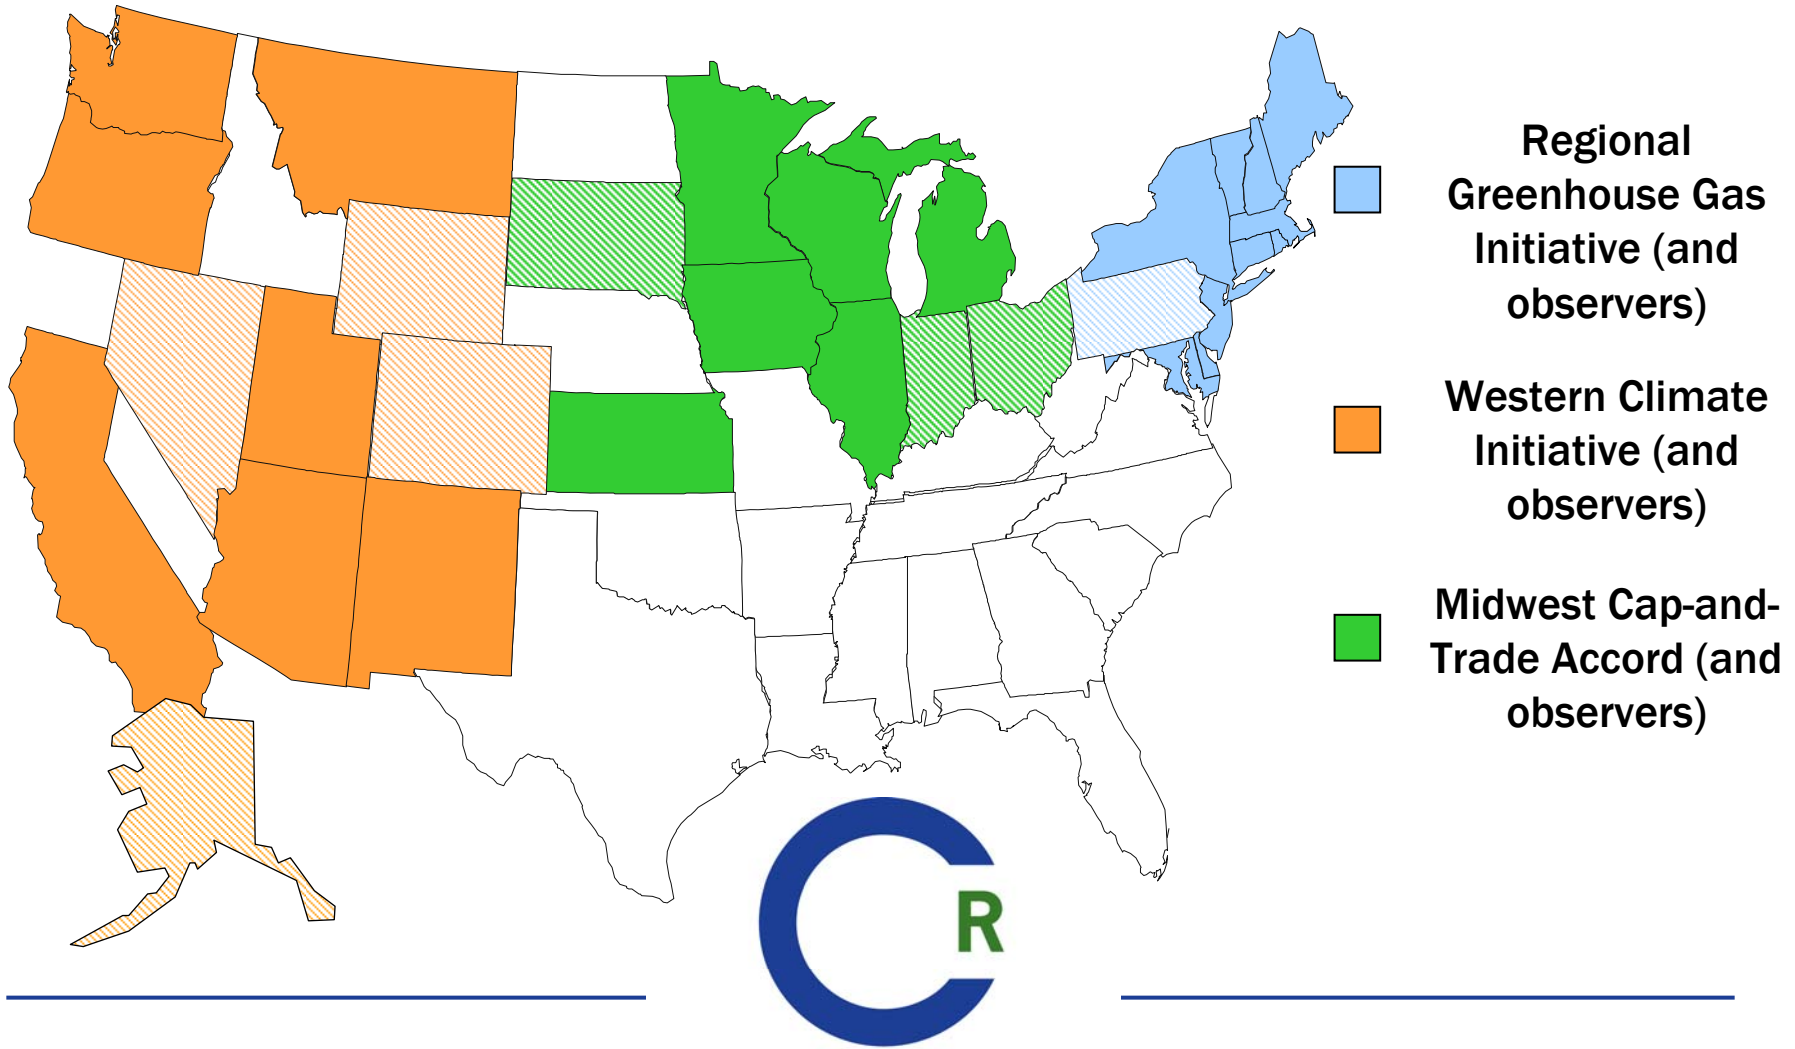 Regional
Greenhouse Gas
Initiative (and
observers)
Western Climate
Initiative (and
observers)
Midwest Cap-and-
Trade Accord (and
observers)
C
R